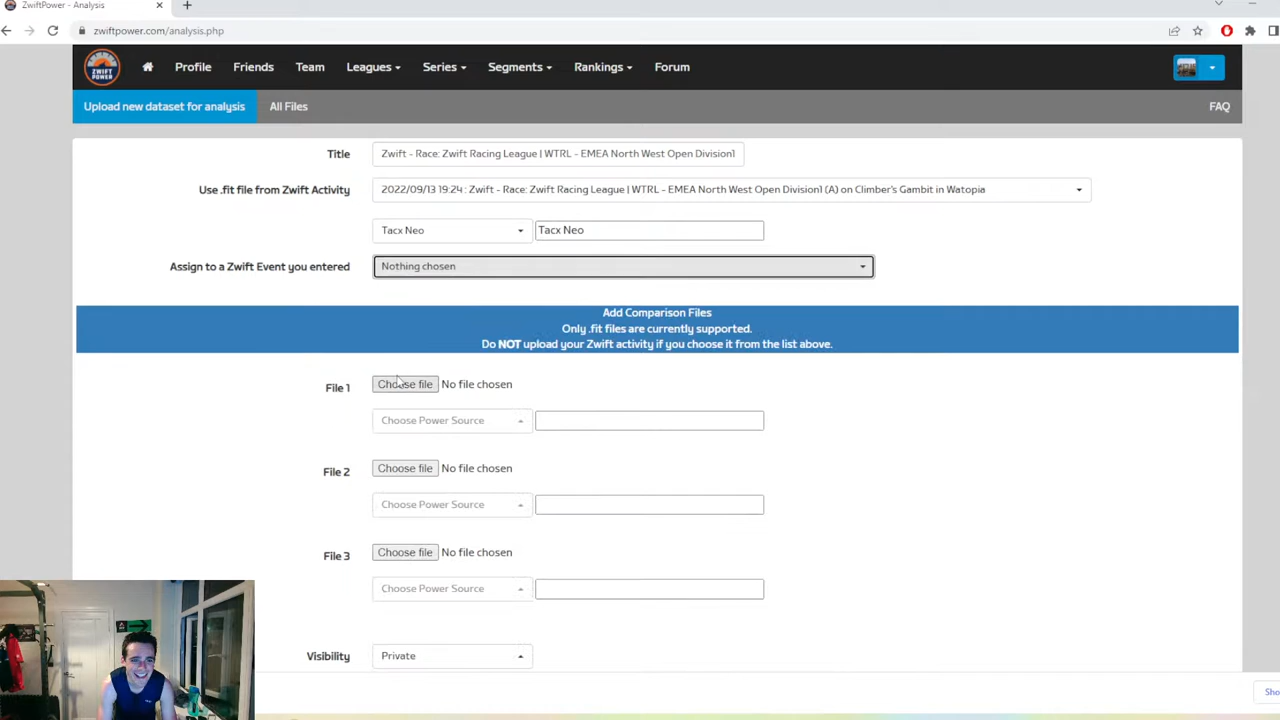 ZwiftPower - Analysis
zwiftpower.com/analysis.php
ZWIFT POWER
Profile Friends Team Leagues Series Segments Rankings Forum
Upload new dataset for analysis All Files FAQ
Title Zwift - Race: Zwift Racing League | WTRL - EMEA North West Open Division1
Use .fit file from Zwift Activity 2022/09/13 19:24 : Zwift - Race: Zwift Racing League | WTRL - EMEA North West Open Division1 (A) on Climber's Gambit in Watopia
Tacx Neo Tacx Neo
Assign to a Zwift Event you entered Nothing chosen
Add Comparison Files
Only .fit files are currently supported.
Do NOT upload your Zwift activity if you choose it from the list above.
File 1 Choose file No file chosen
Choose Power Source
File 2 Choose file No file chosen
Choose Power Source
File 3 Choose file No file chosen
Choose Power Source
Visibility Private
Sho